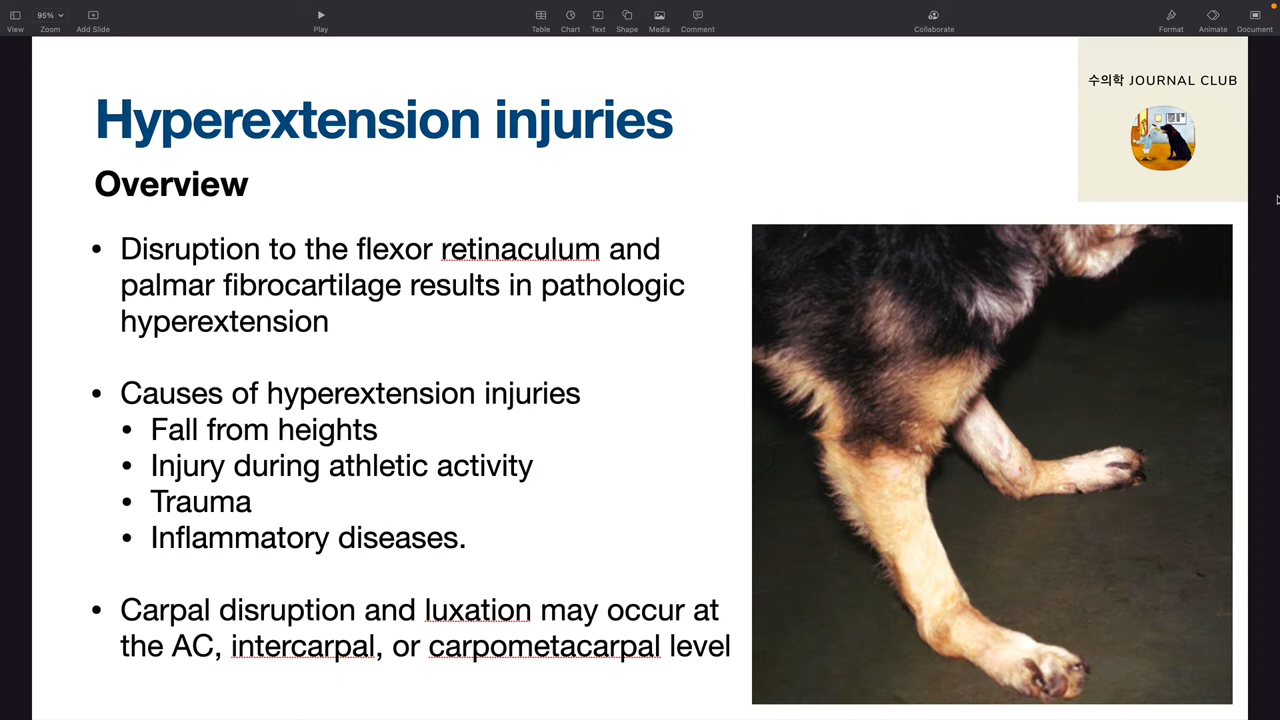 95%
View
Zoom
Add Slide
Play
Table
Chart
Text
Shape
Media
Comment
Collaborate
Format
Animate
Document
수의학 JOURNAL CLUB
Hyperextension injuries
Overview
• Disruption to the flexor retinaculum and
palmar fibrocartilage results in pathologic
hyperextension
• Causes of hyperextension injuries
• Fall from heights
• Injury during athletic activity
• Trauma
• Inflammatory diseases.
• Carpal disruption and luxation may occur at
the AC, intercarpal, or carpometacarpal level